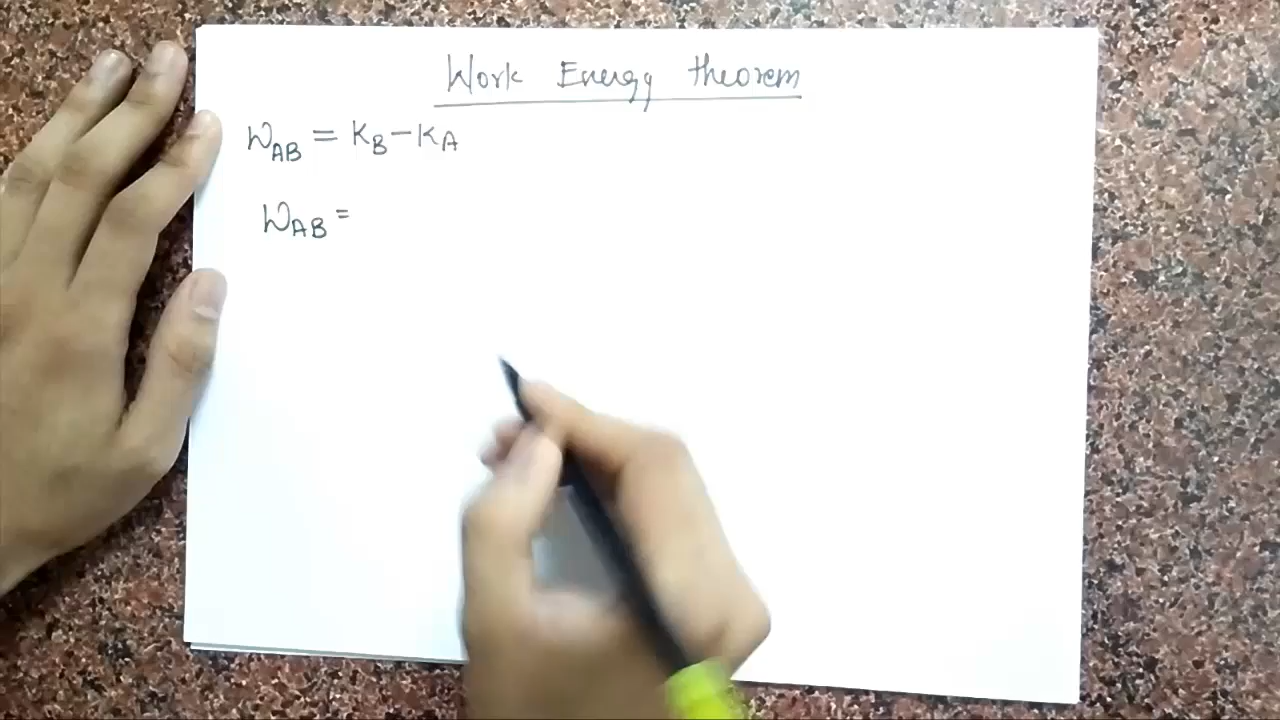 Work Energy theorem
W_AB = K_B - K_A
W_AB =